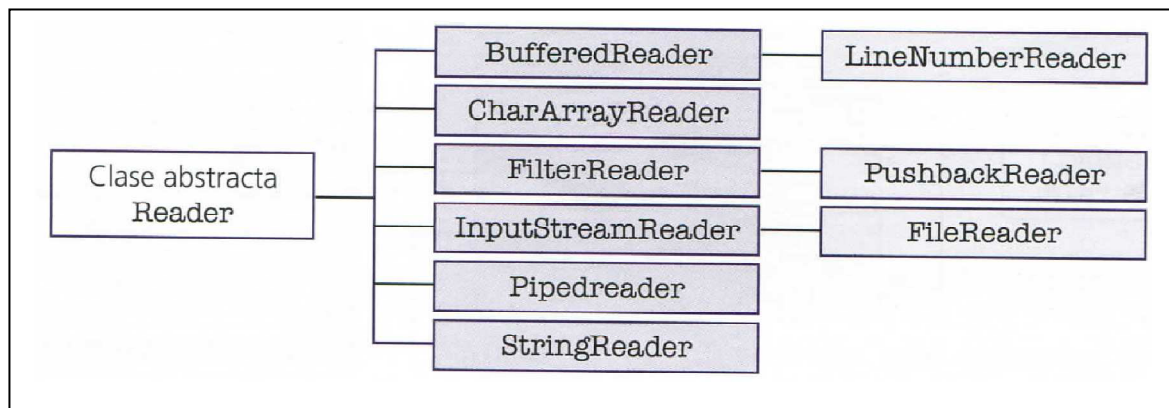 Clase abstracta
Reader
BufferedReader
LineNumberReader
CharArrayReader
FilterReader
PushbackReader
InputStreamReader
FileReader
Pipedreader
StringReader